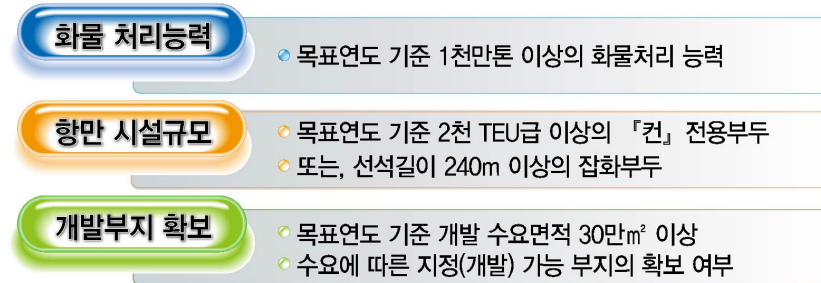 화물 처리능력
목표연도 기준 1천만톤 이상의 화물처리 능력
항만 시설규모
목표연도 기준 2천 TEU급 이상의 『컨』전용부두
또는, 선석길이 240m 이상의 잡화부두
개발부지 확보
목표연도 기준 개발 수요면적 30만㎡ 이상
수요에 따른 지정(개발) 가능 부지의 확보 여부